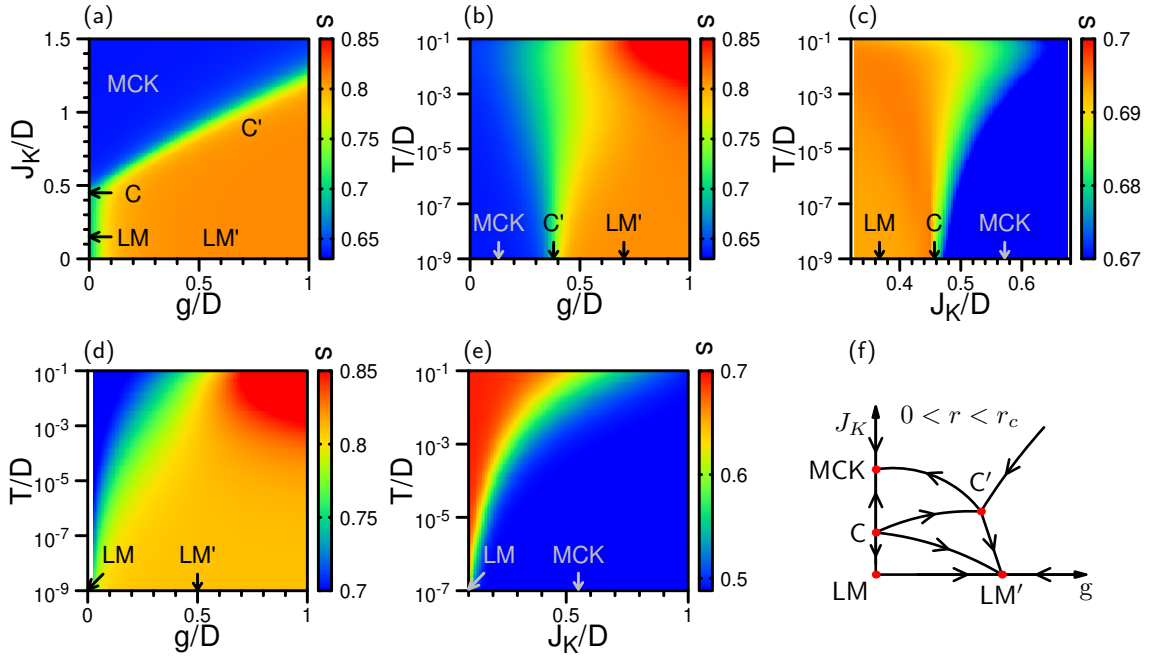 (a)
1.5
1
0.5
0
J_K/D
MCK
C'
C
LM
LM'
0
0.5
1
g/D
s
0.85
0.8
0.75
0.7
0.65
(b)
10^-1
10^-3
10^-5
10^-7
10^-9
T/D
MCK
C'
LM'
0
0.5
1
g/D
s
0.85
0.8
0.75
0.7
0.65
(c)
10^-1
10^-3
10^-5
10^-7
10^-9
T/D
LM
C
MCK
0.4
0.5
0.6
J_K/D
s
0.7
0.69
0.68
0.67
(d)
10^-1
10^-3
10^-5
10^-7
10^-9
T/D
LM
LM'
0
0.5
1
g/D
s
0.85
0.8
0.75
0.7
(e)
10^-1
10^-3
10^-5
10^-7
T/D
LM
MCK
0.5
1
J_K/D
s
0.7
0.6
0.5
(f)
J_K
0 < r < r_c
MCK
C'
C
LM
LM'
g